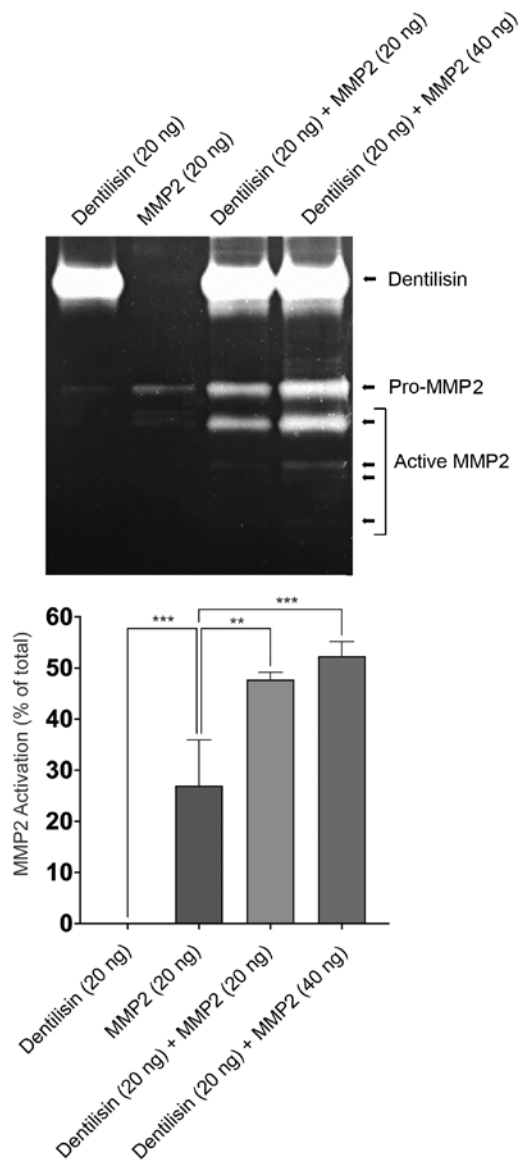 Dentilisin (20 ng)
MMP2 (20 ng)
Dentilisin (20 ng) + MMP2 (20 ng)
Dentilisin (20 ng) + MMP2 (40 ng)
Dentilisin
Pro-MMP2
Active MMP2
MMP2 Activation (% of total)
60
50
40
30
20
10
0
***
**
***
Dentilisin (20 ng)
MMP2 (20 ng)
Dentilisin (20 ng) + MMP2 (20 ng)
Dentilisin (20 ng) + MMP2 (40 ng)